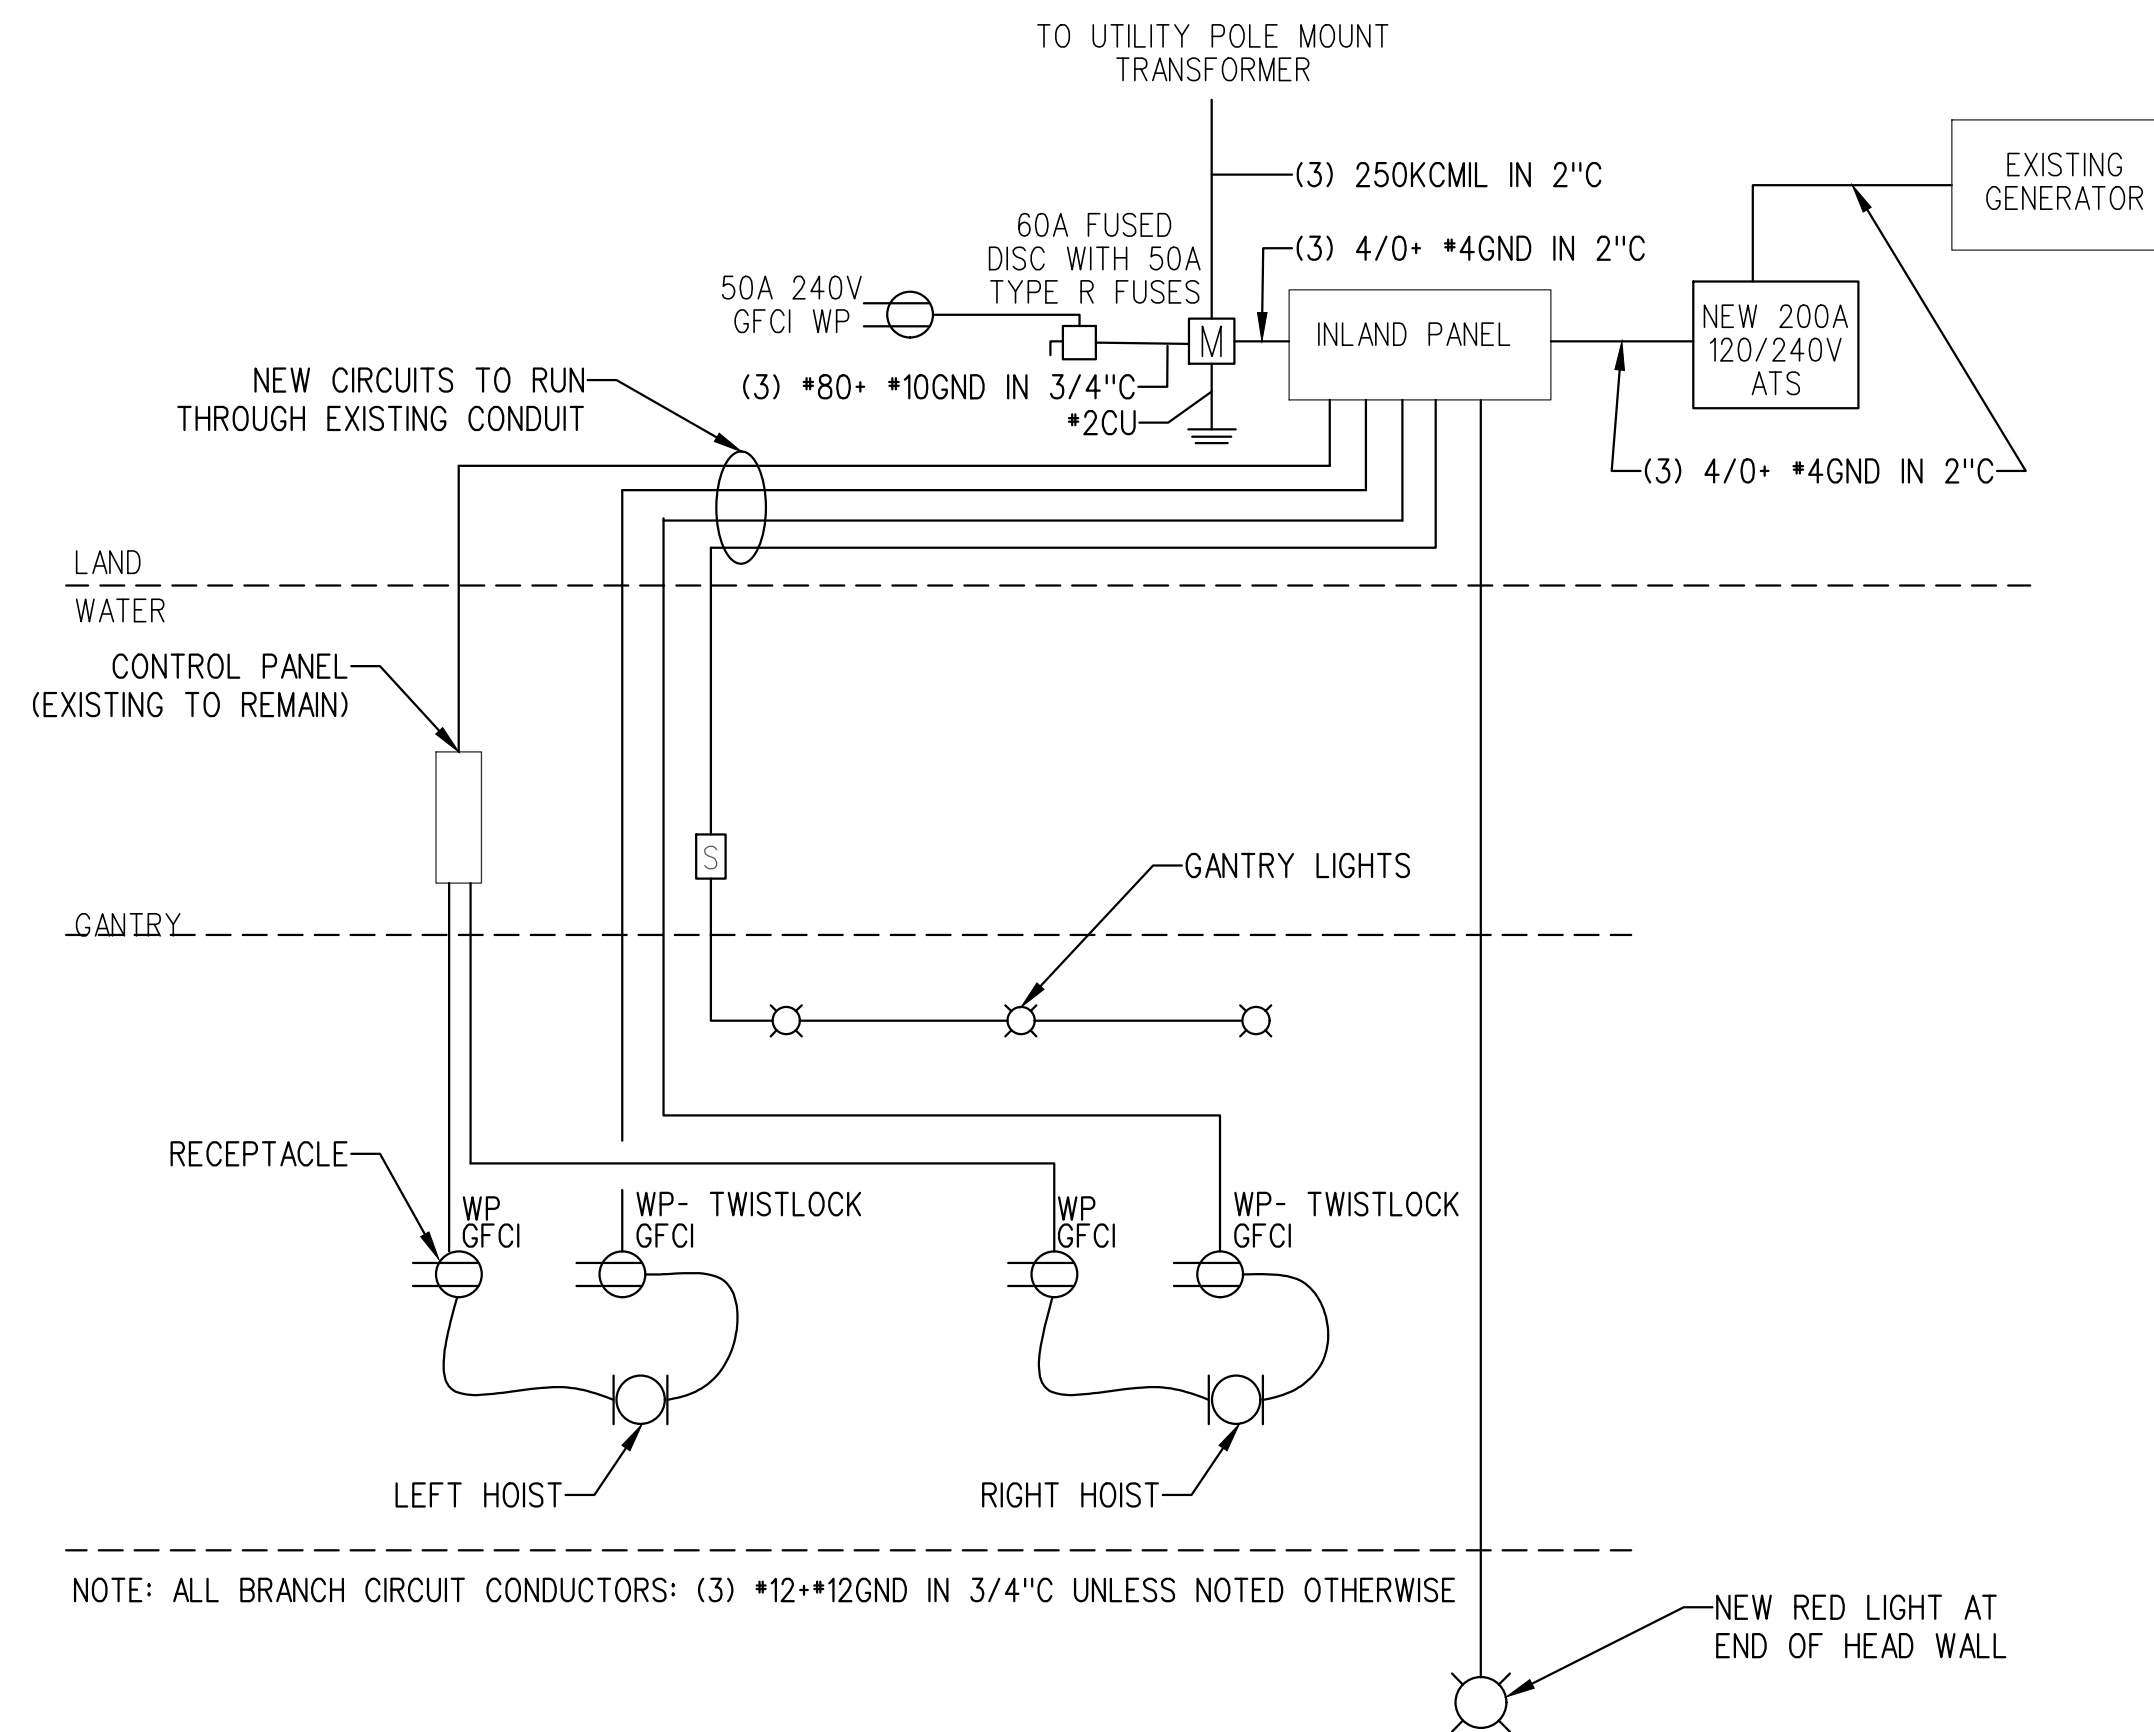 TO UTILITY POLE MOUNT
TRANSFORMER
(3) 250KCMIL IN 2"C
EXISTING
GENERATOR
60A FUSED
DISC WITH 50A
TYPE R FUSES
(3) 4/0+ #4GND IN 2"C
50A 240V
GFCI WP
M
INLAND PANEL
NEW 200A
120/240V
ATS
NEW CIRCUITS TO RUN
THROUGH EXISTING CONDUIT
(3) #80+ #10GND IN 3/4"C
#2CU
(3) 4/0+ #4GND IN 2"C
LAND
WATER
CONTROL PANEL
(EXISTING TO REMAIN)
S
GANTRY LIGHTS
GANTRY
RECEPTACLE
WP
GFCI
WP- TWISTLOCK
GFCI
WP
GFCI
WP- TWISTLOCK
GFCI
LEFT HOIST
RIGHT HOIST
NOTE: ALL BRANCH CIRCUIT CONDUCTORS: (3) #12+#12GND IN 3/4"C UNLESS NOTED OTHERWISE
NEW RED LIGHT AT
END OF HEAD WALL